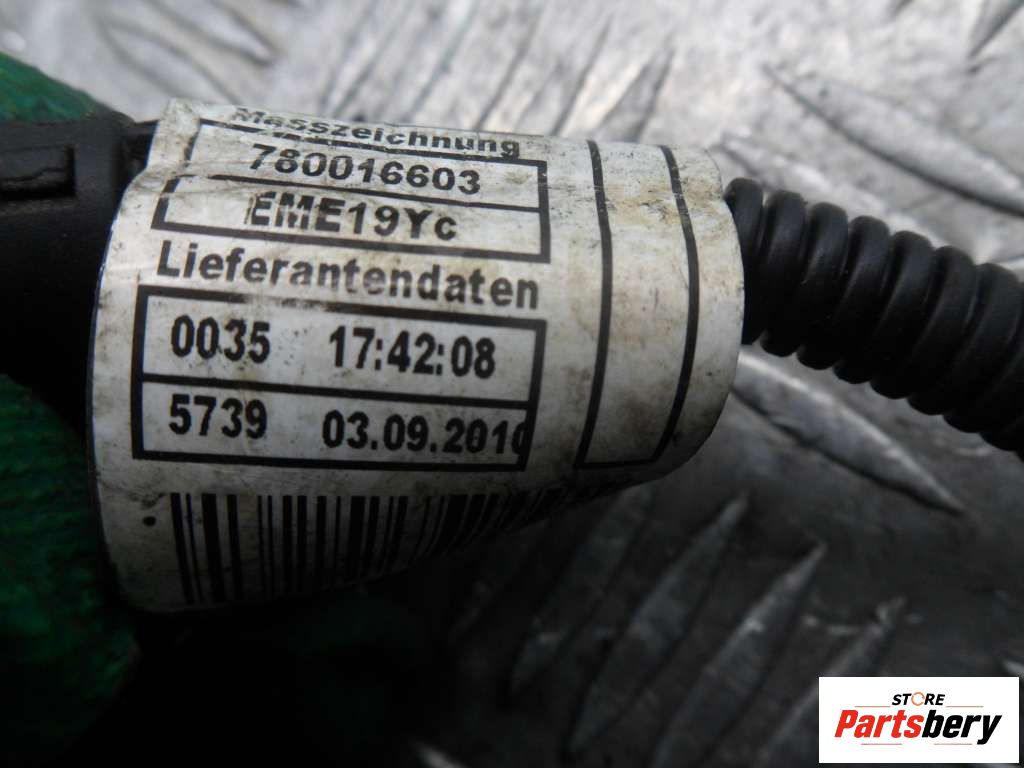 Masszeichnung
780016603
EME19Yc
Lieferantendaten
0035 17:42:08
5739 03.09.2010
STORE
Partsbery